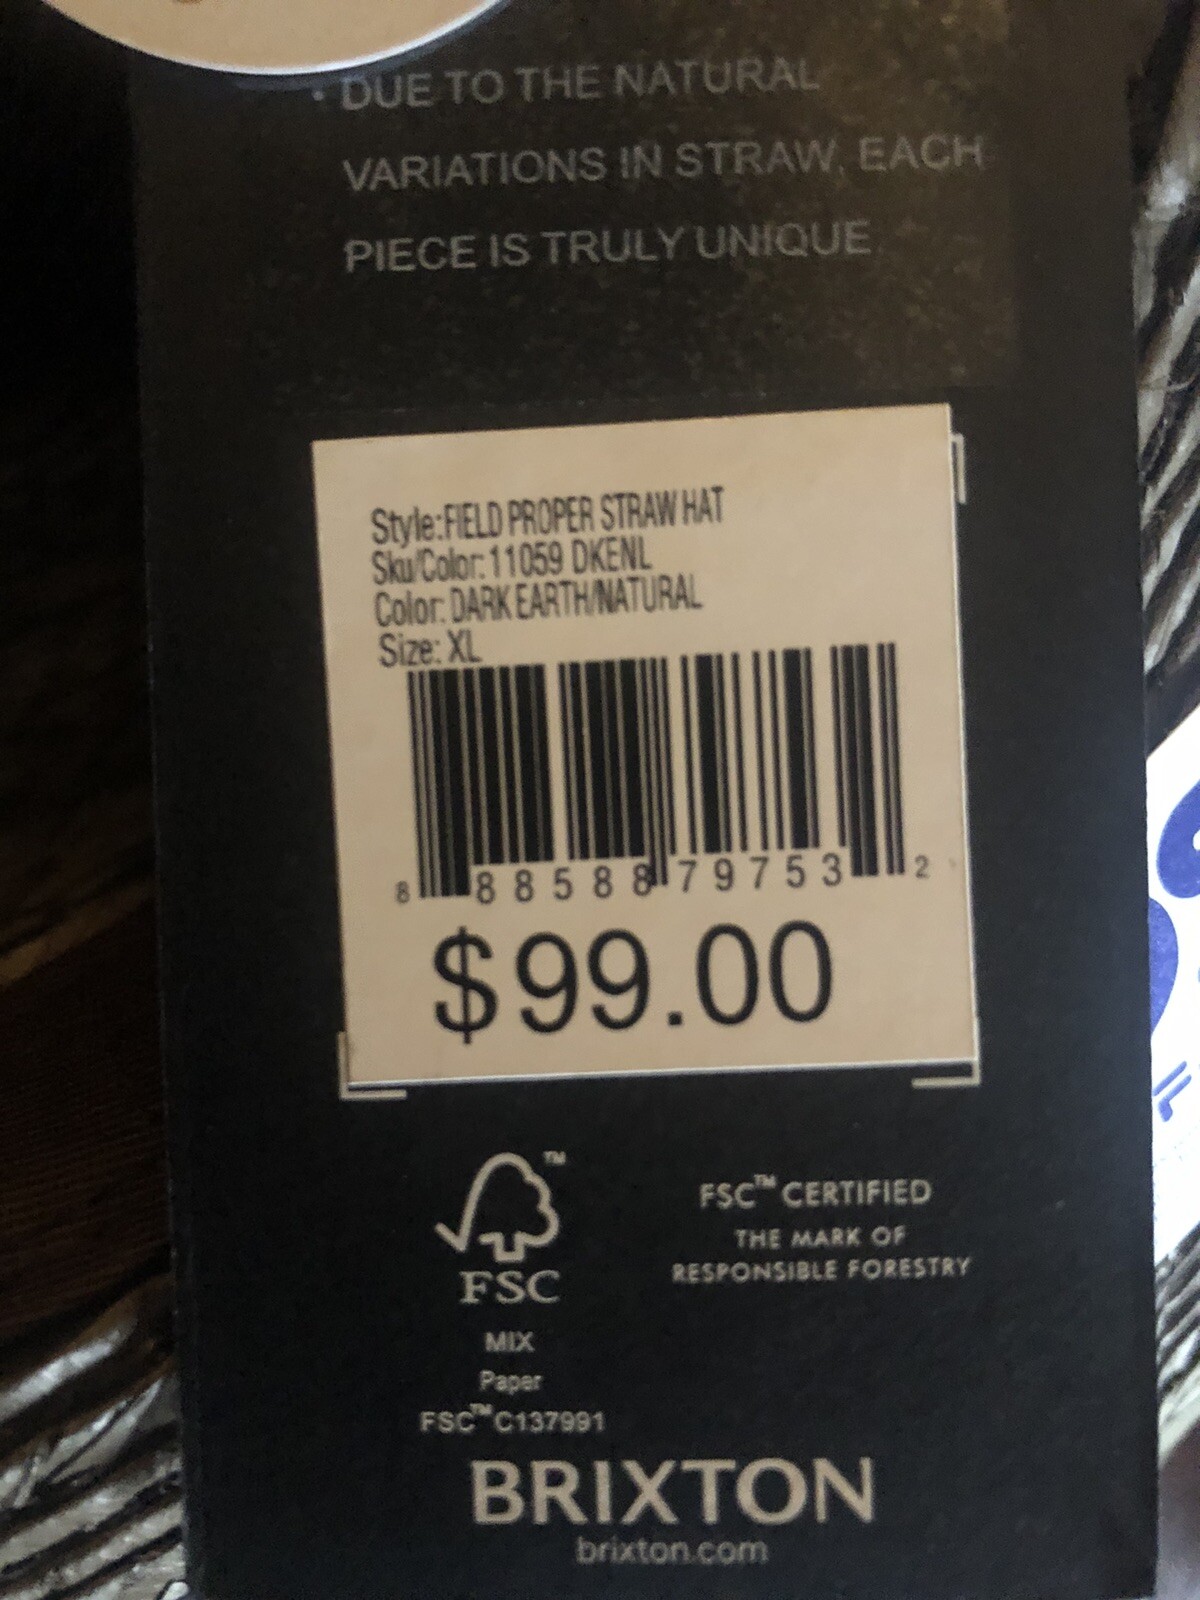 • DUE TO THE NATURAL
VARIATIONS IN STRAW, EACH
PIECE IS TRULY UNIQUE.
Style:FIELD PROPER STRAW HAT
Sku/Color: 11059 DKENL
Color: DARK EARTH/NATURAL
Size: XL
8 88588 79753 2
$99.00
FSC™ CERTIFIED
THE MARK OF
RESPONSIBLE FORESTRY
™
FSC
MIX
Paper
FSC™ C137991
BRIXTON
brixton.com